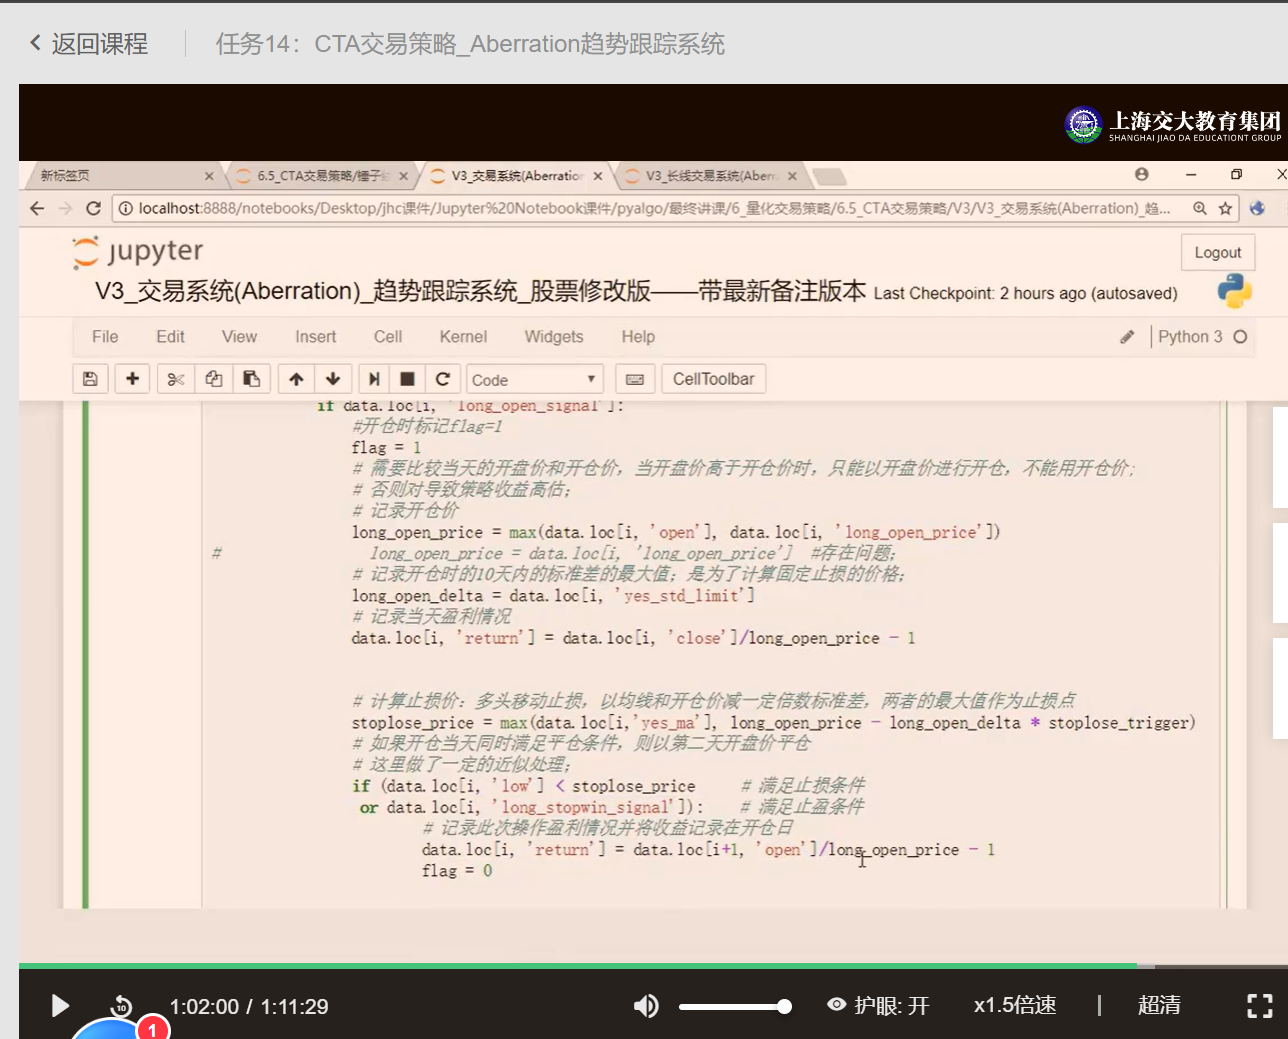 返回课程
任务14：CTA交易策略_Aberration趋势跟踪系统
上海交大教育集团
SHANGHAI JIAO DA EDUCATIONT GROUP
新标签页
6.5_CTA交易策略/锤子
V3_交易系统(Aberration
V3_长线交易系统(Aberr
localhost:8888/notebooks/Desktop/jhc课件/Jupyter%20Notebook课件/pyalgo/最终讲课/6_量化交易策略/6.5_CTA交易策略/V3/V3_交易系统(Aberration)_趋...
jupyter
Logout
V3_交易系统(Aberration)_趋势跟踪系统_股票修改版——带最新备注版本 Last Checkpoint: 2 hours ago (autosaved)
File Edit View Insert Cell Kernel Widgets Help
Python 3
Code
CellToolbar
if data.loc[i, 'long_open_signal']:
#开仓时标记flag=1
flag = 1
# 需要比较当天的开盘价和开仓价，当开盘价高于开仓价时，只能以开盘价进行开仓，不能用开仓价；
# 否则对导致策略收益高估；
# 记录开仓价
long_open_price = max(data.loc[i, 'open'], data.loc[i, 'long_open_price'])
# long_open_price = data.loc[i, 'long_open_price'] #存在问题；
# 记录开仓时的10天内的标准差的最大值；是为了计算固定止损的价格；
long_open_delta = data.loc[i, 'yes_std_limit']
# 记录当天盈利情况
data.loc[i, 'return'] = data.loc[i, 'close']/long_open_price - 1
# 计算止损价：多头移动止损，以均线和开仓价减一定倍数标准差，两者的最大值作为止损点
stoplose_price = max(data.loc[i,'yes_ma'], long_open_price - long_open_delta * stoplose_trigger)
# 如果开仓当天同时满足平仓条件，则以第二天开盘价平仓
# 这里做了一定的近似处理；
if (data.loc[i, 'low'] < stoplose_price # 满足止损条件
or data.loc[i, 'long_stopwin_signal']): # 满足止盈条件
# 记录此次操作盈利情况并将收益记录在开仓日
data.loc[i, 'return'] = data.loc[i+1, 'open']/long_open_price - 1
flag = 0
10
1:02:00 / 1:11:29
护眼: 开
x1.5倍速
超清
1